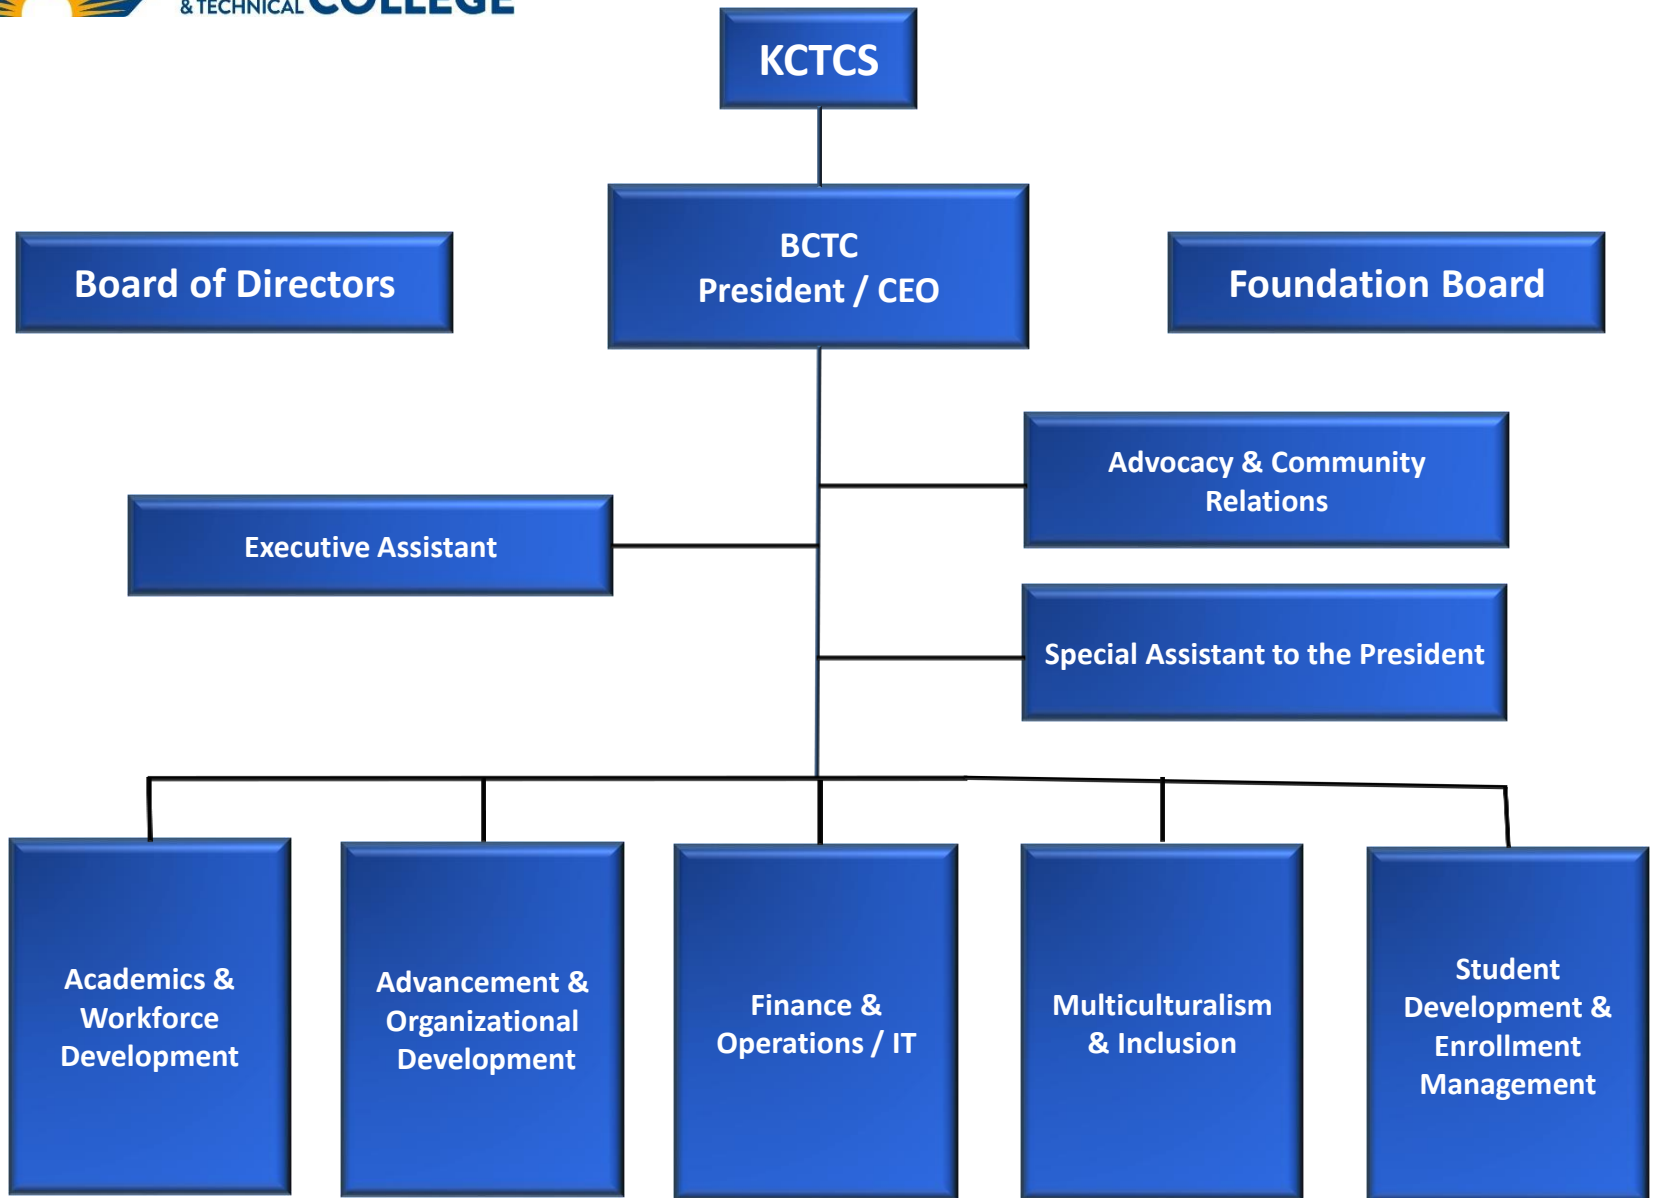 & TECHNICAL COLLEGE
KCTCS
BCTC
President / CEO
Board of Directors
Foundation Board
Advocacy & Community
Relations
Executive Assistant
Special Assistant to the President
Academics &
Workforce
Development
Advancement &
Organizational
Development
Finance &
Operations / IT
Multiculturalism
& Inclusion
Student
Development &
Enrollment
Management